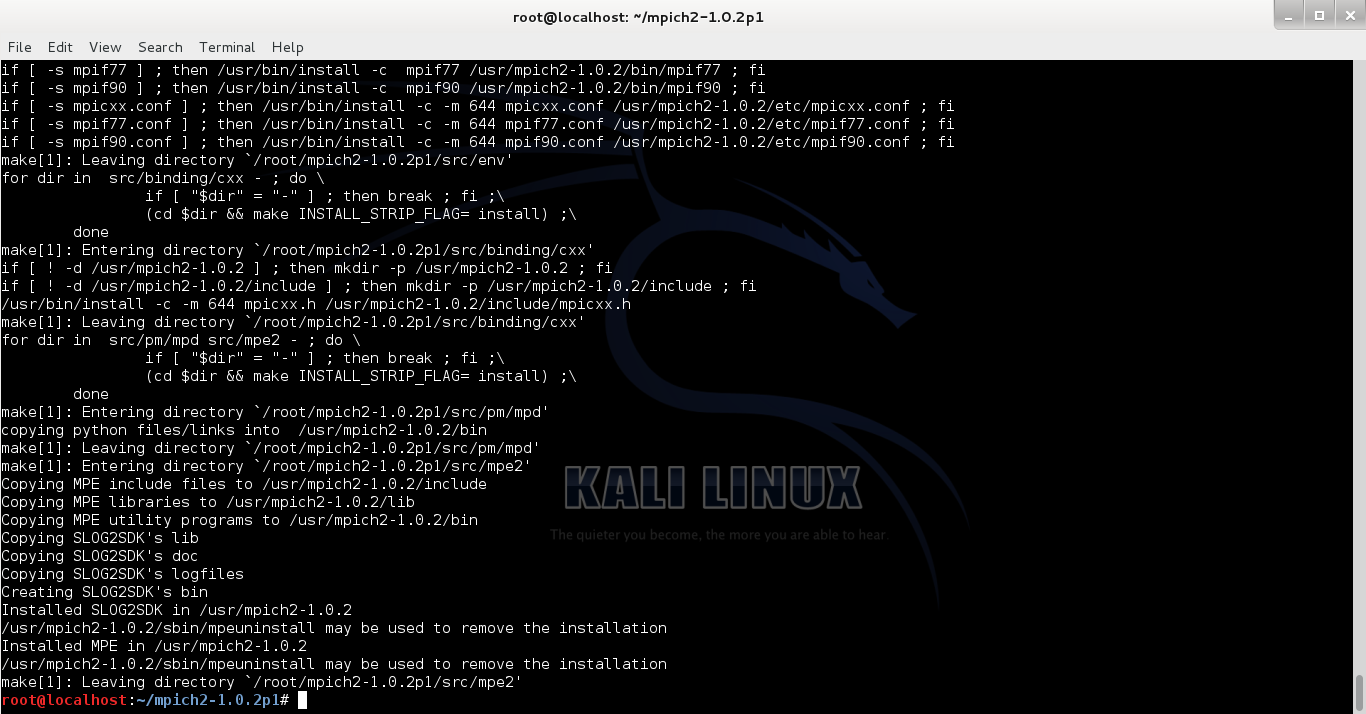 root@localhost: ~/mpich2-1.0.2p1
File Edit View Search Terminal Help
if [ -s mpif77 ] ; then /usr/bin/install -c  mpif77 /usr/mpich2-1.0.2/bin/mpif77 ; fi
if [ -s mpif90 ] ; then /usr/bin/install -c  mpif90 /usr/mpich2-1.0.2/bin/mpif90 ; fi
if [ -s mpicxx.conf ] ; then /usr/bin/install -c -m 644 mpicxx.conf /usr/mpich2-1.0.2/etc/mpicxx.conf ; fi
if [ -s mpif77.conf ] ; then /usr/bin/install -c -m 644 mpif77.conf /usr/mpich2-1.0.2/etc/mpif77.conf ; fi
if [ -s mpif90.conf ] ; then /usr/bin/install -c -m 644 mpif90.conf /usr/mpich2-1.0.2/etc/mpif90.conf ; fi
make[1]: Leaving directory `/root/mpich2-1.0.2p1/src/env'
for dir in  src/binding/cxx - ; do \
                if [ "$dir" = "-" ] ; then break ; fi ;\
                (cd $dir && make INSTALL_STRIP_FLAG= install) ;\
        done
make[1]: Entering directory `/root/mpich2-1.0.2p1/src/binding/cxx'
if [ ! -d /usr/mpich2-1.0.2 ] ; then mkdir -p /usr/mpich2-1.0.2 ; fi
if [ ! -d /usr/mpich2-1.0.2/include ] ; then mkdir -p /usr/mpich2-1.0.2/include ; fi
/usr/bin/install -c -m 644 mpicxx.h /usr/mpich2-1.0.2/include/mpicxx.h
make[1]: Leaving directory `/root/mpich2-1.0.2p1/src/binding/cxx'
for dir in  src/pm/mpd src/mpe2 - ; do \
                if [ "$dir" = "-" ] ; then break ; fi ;\
                (cd $dir && make INSTALL_STRIP_FLAG= install) ;\
        done
make[1]: Entering directory `/root/mpich2-1.0.2p1/src/pm/mpd'
copying python files/links into  /usr/mpich2-1.0.2/bin
make[1]: Leaving directory `/root/mpich2-1.0.2p1/src/pm/mpd'
make[1]: Entering directory `/root/mpich2-1.0.2p1/src/mpe2'
Copying MPE include files to /usr/mpich2-1.0.2/include
Copying MPE libraries to /usr/mpich2-1.0.2/lib
Copying MPE utility programs to /usr/mpich2-1.0.2/bin
Copying SLOG2SDK's lib
Copying SLOG2SDK's doc
Copying SLOG2SDK's logfiles
Creating SLOG2SDK's bin
Installed SLOG2SDK in /usr/mpich2-1.0.2
/usr/mpich2-1.0.2/sbin/mpeuninstall may be used to remove the installation
Installed MPE in /usr/mpich2-1.0.2
/usr/mpich2-1.0.2/sbin/mpeuninstall may be used to remove the installation
make[1]: Leaving directory `/root/mpich2-1.0.2p1/src/mpe2'
root@localhost:~/mpich2-1.0.2p1#
KALI LINUX
The quieter you become, the more you are able to hear.